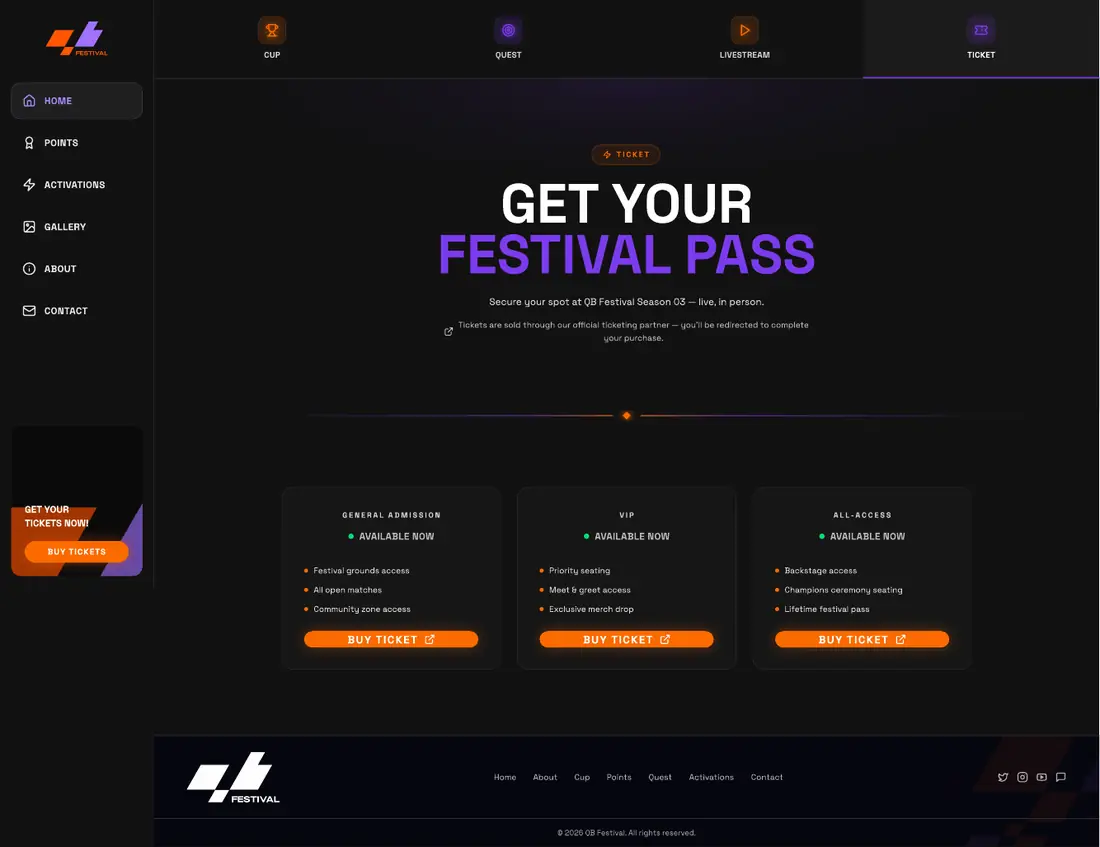 FESTIVAL
HOME
POINTS
ACTIVATIONS
GALLERY
ABOUT
CONTACT
GET YOUR
TICKETS NOW!
BUY TICKETS
CUP
QUEST
LIVESTREAM
TICKET
TICKET
GET YOUR
FESTIVAL PASS
Secure your spot at QB Festival Season 03 — live, in person.
Tickets are sold through our official ticketing partner — you'll be redirected to complete
your purchase.
GENERAL ADMISSION
AVAILABLE NOW
Festival grounds access
All open matches
Community zone access
BUY TICKET
VIP
AVAILABLE NOW
Priority seating
Meet & greet access
Exclusive merch drop
BUY TICKET
ALL-ACCESS
AVAILABLE NOW
Backstage access
Champions ceremony seating
Lifetime festival pass
BUY TICKET
FESTIVAL
Home About Cup Points Quest Activations Contact
© 2026 QB Festival. All rights reserved.